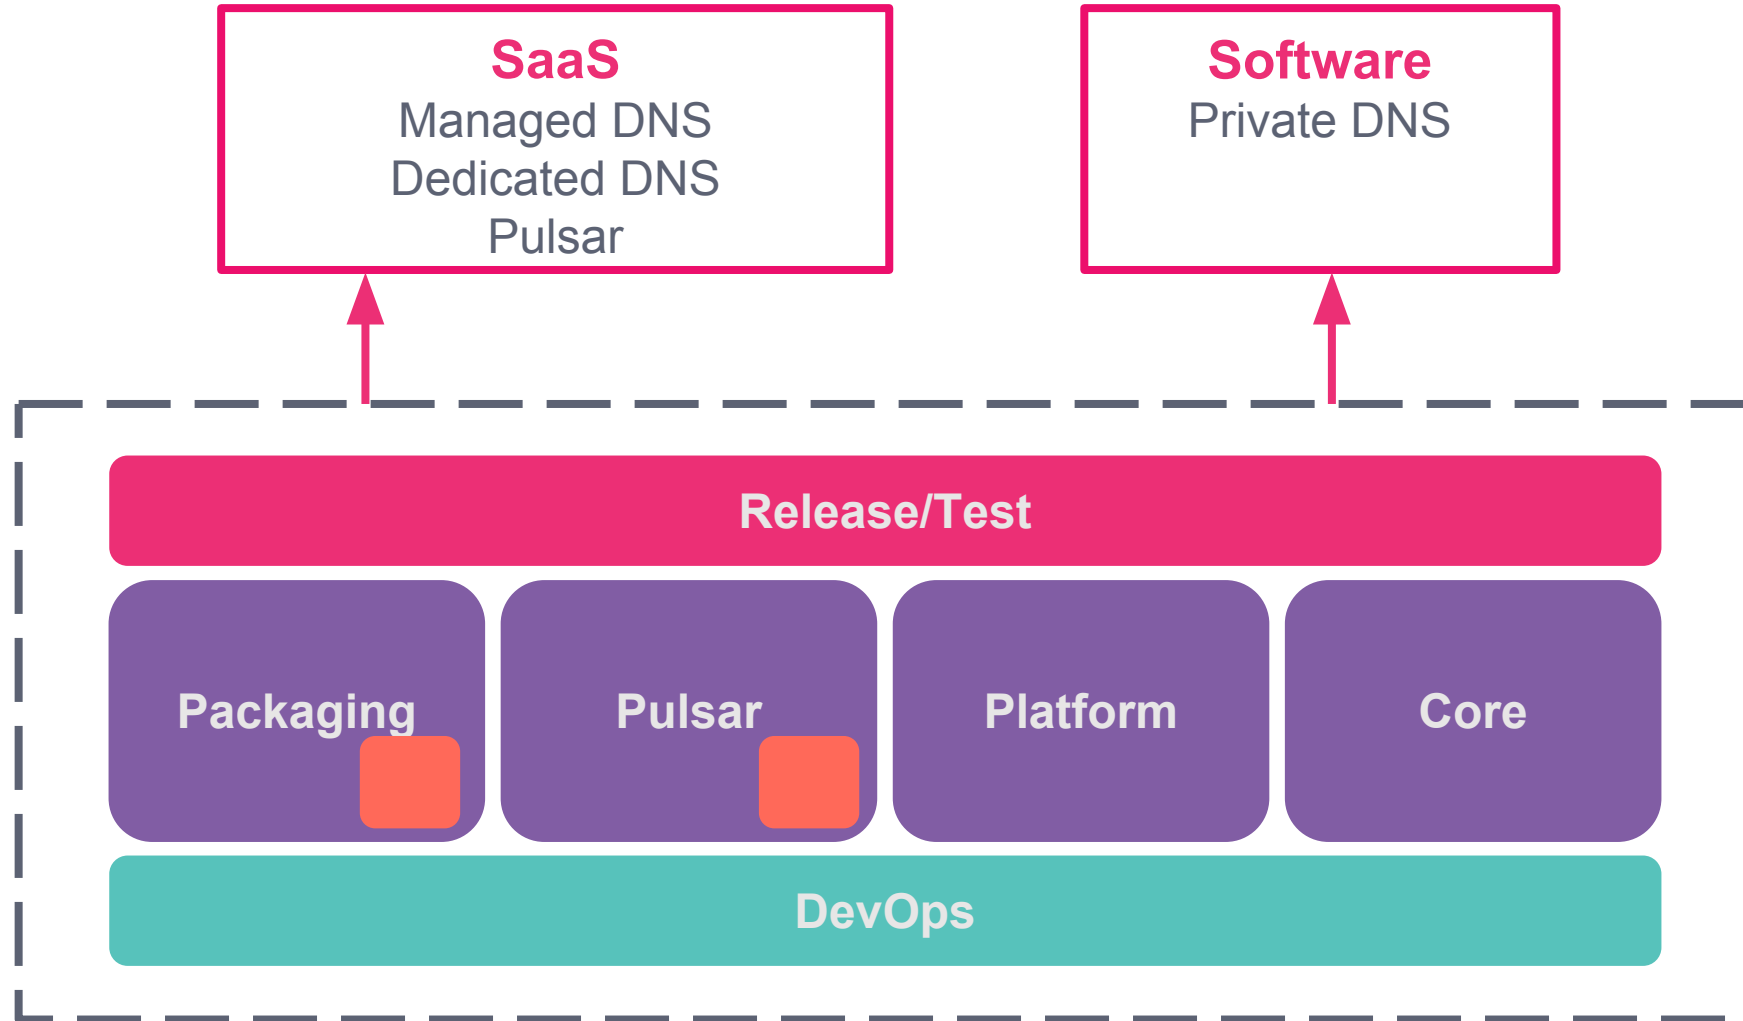 SaaS
Managed DNS
Dedicated DNS
Pulsar
Software
Private DNS
Release/Test
Packaging
Pulsar
Platform
Core
DevOps